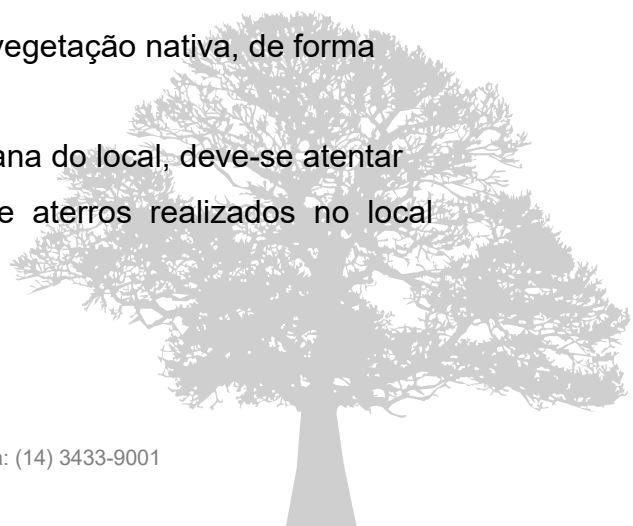 vegetação nativa, de forma
ana do local, deve-se atentar
e aterros realizados no local
a: (14) 3433-9001